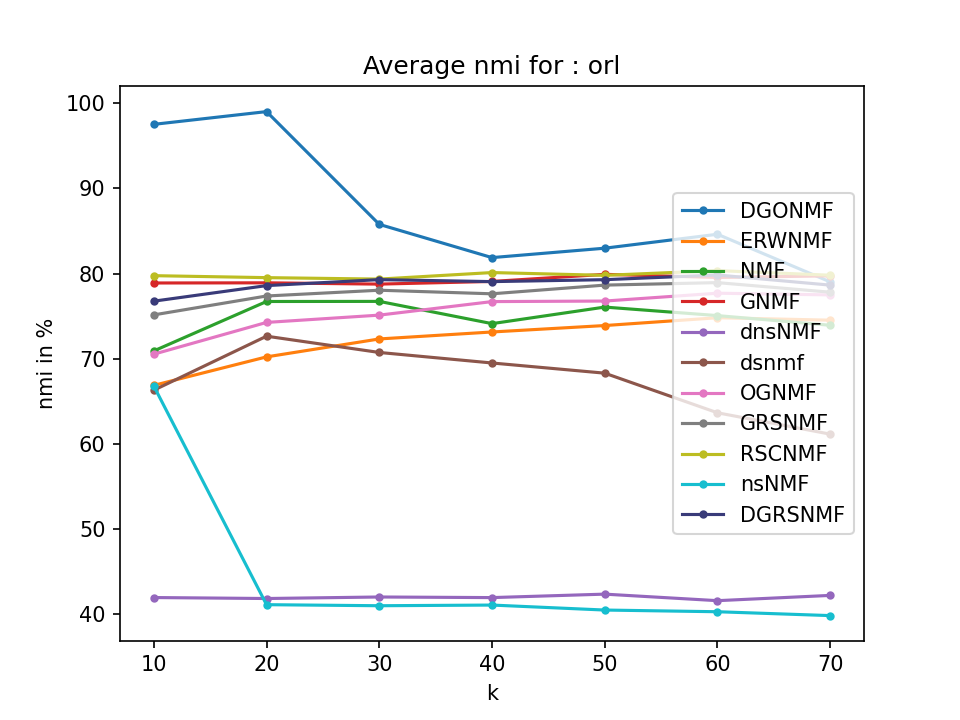 Average nmi for : orl
nmi in %
100
90
80
70
60
50
40
DGONMF
ERWNMF
NMF
GNMF
dnsNMF
dsnmf
OGNMF
GRSNMF
RSCNMF
nsNMF
DGRSNMF
10 20 30 40 50 60 70
k